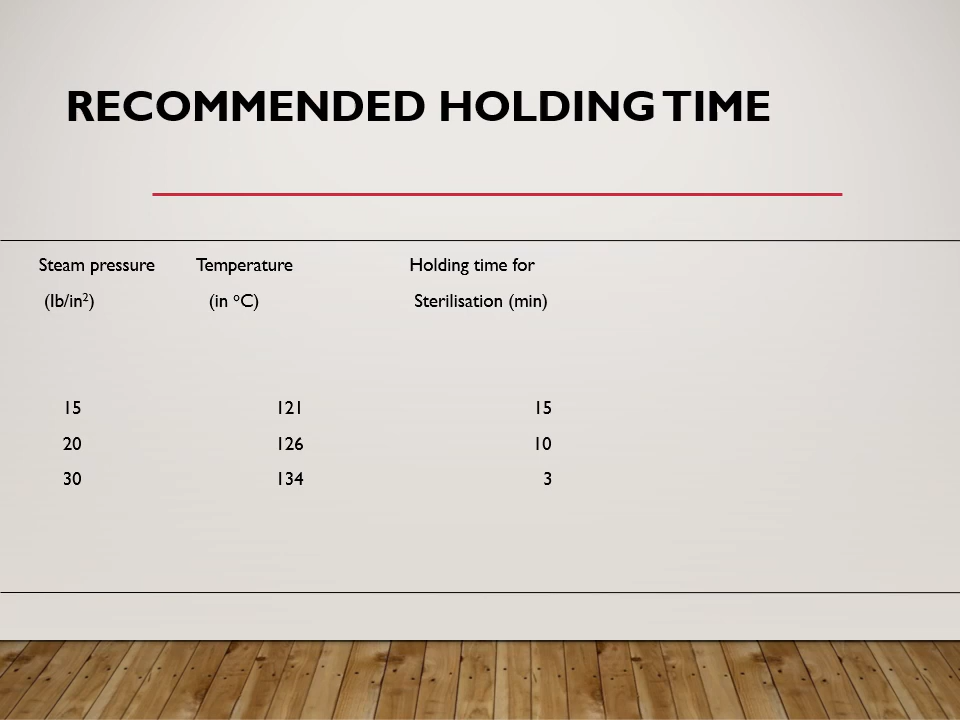 RECOMMENDED HOLDING TIME
Steam pressure Temperature Holding time for
(lb/in²) (in ᵒC) Sterilisation (min)
15 121 15
20 126 10
30 134 3